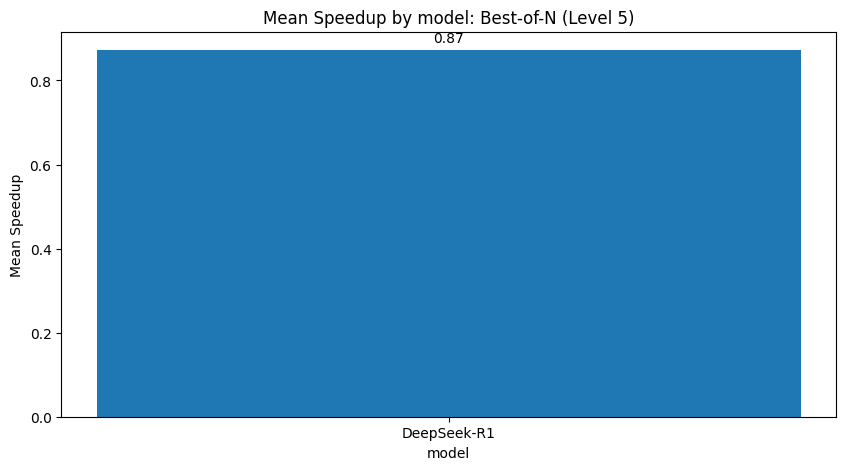 Mean Speedup by model: Best-of-N (Level 5)
0.87
0.8
0.6
0.4
0.2
0.0
Mean Speedup
DeepSeek-R1
model